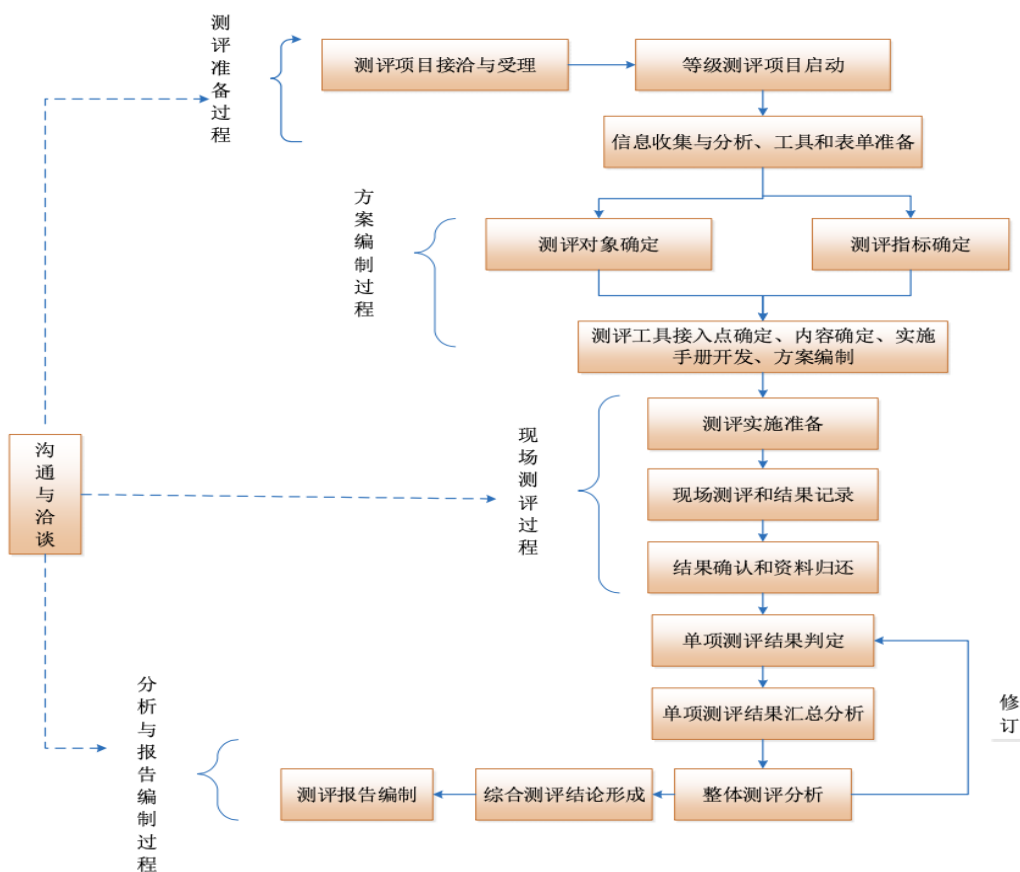 测评准备过程
测评项目接洽与受理
等级测评项目启动
信息收集与分析、工具和表单准备
方案编制过程
测评对象确定
测评指标确定
测评工具接入点确定、内容确定、实施
手册开发、方案编制
沟通与洽谈
现场测评过程
测评实施准备
现场测评和结果记录
结果确认和资料归还
单项测评结果判定
单项测评结果汇总分析
修订
分析与报告编制过程
测评报告编制
综合测评结论形成
整体测评分析